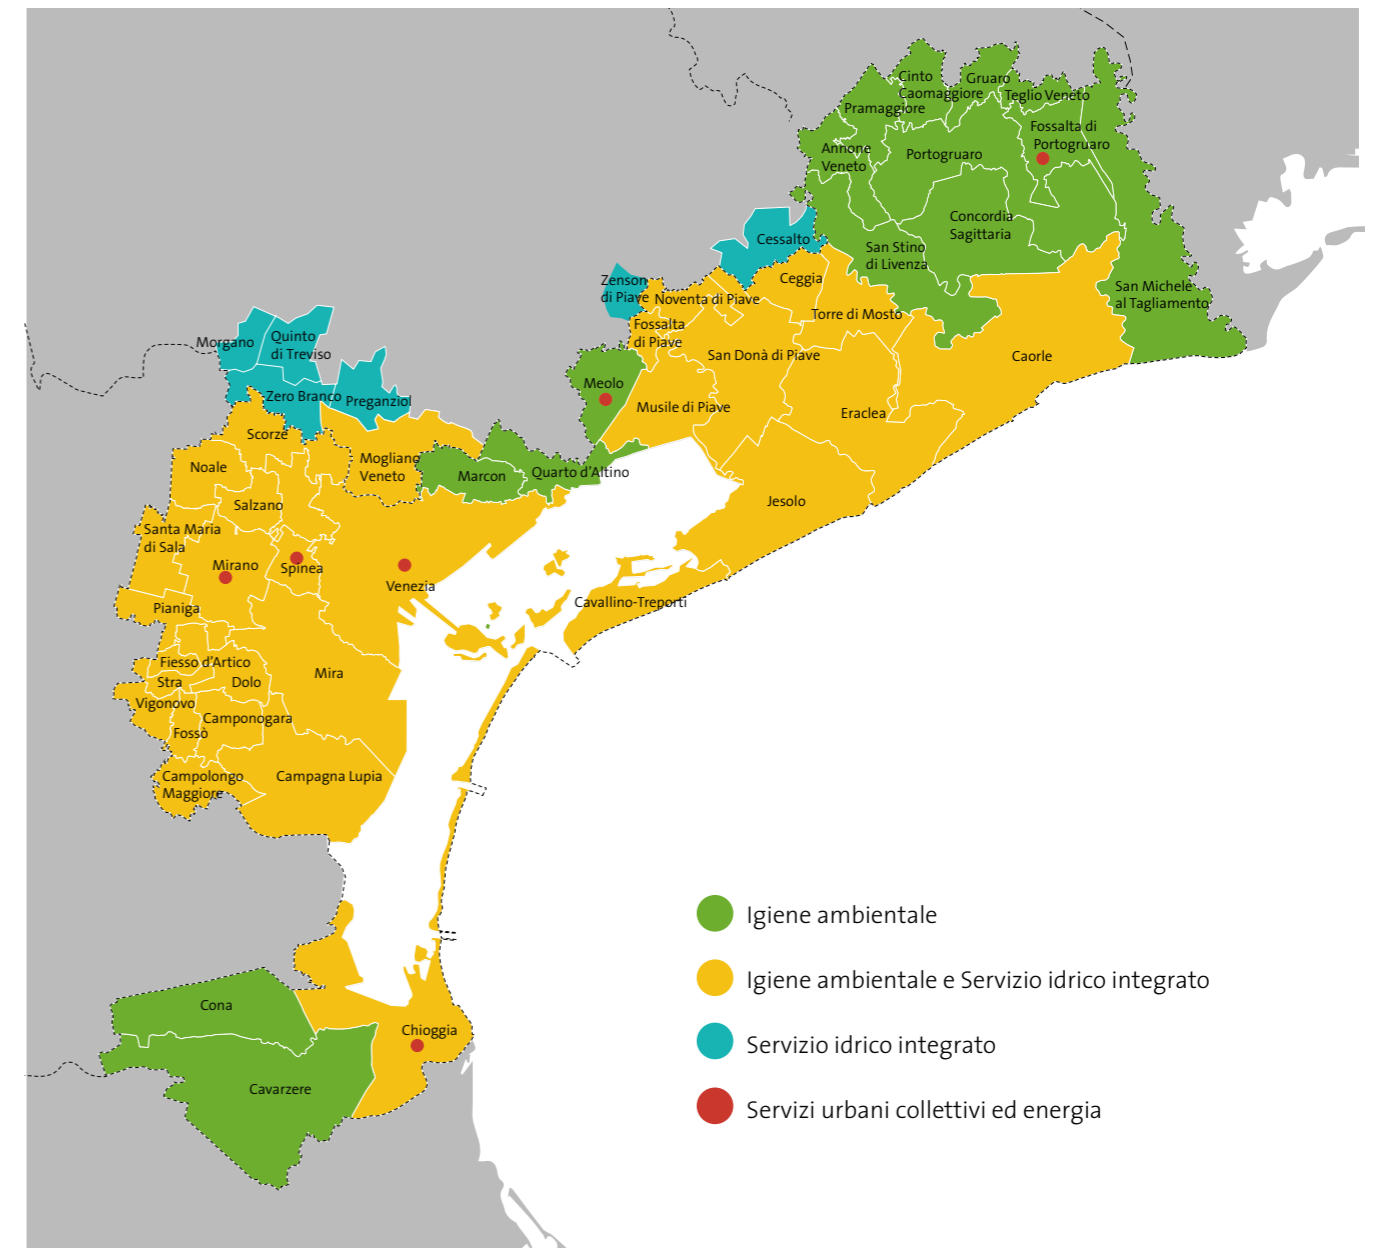 Cinto
Caomaggiore
Gruaro
Teglio Veneto
Pramaggiore
Fossalta di
Portogruaro
Annone
Veneto
Portogruaro
Concordia
Sagittaria
San Stino
di Livenza
San Michele
al Tagliamento
Cessalto
Ceggia
Zenson
di Piave
Noventa di Piave
Torre di Mosto
Fossalta
di Piave
San Donà di Piave
Caorle
Morgano
Quinto
di Treviso
Zero Branco
Preganziol
Meolo
Musile di Piave
Eraclea
Scorze
Noale
Mogliano
Veneto
Marcon
Quarto d'Altino
Salzano
Jesolo
Santa Maria
di Sala
Mirano
Spinea
Venezia
Pianiga
Cavallino-Treporti
Fiesso d'Artico
Stra
Dolo
Mira
Vigonovo
Camponogara
Fossò
Campolongo
Maggiore
Campagna Lupia
Cona
Chioggia
Cavarzere
Igiene ambientale
Igiene ambientale e Servizio idrico integrato
Servizio idrico integrato
Servizi urbani collettivi ed energia